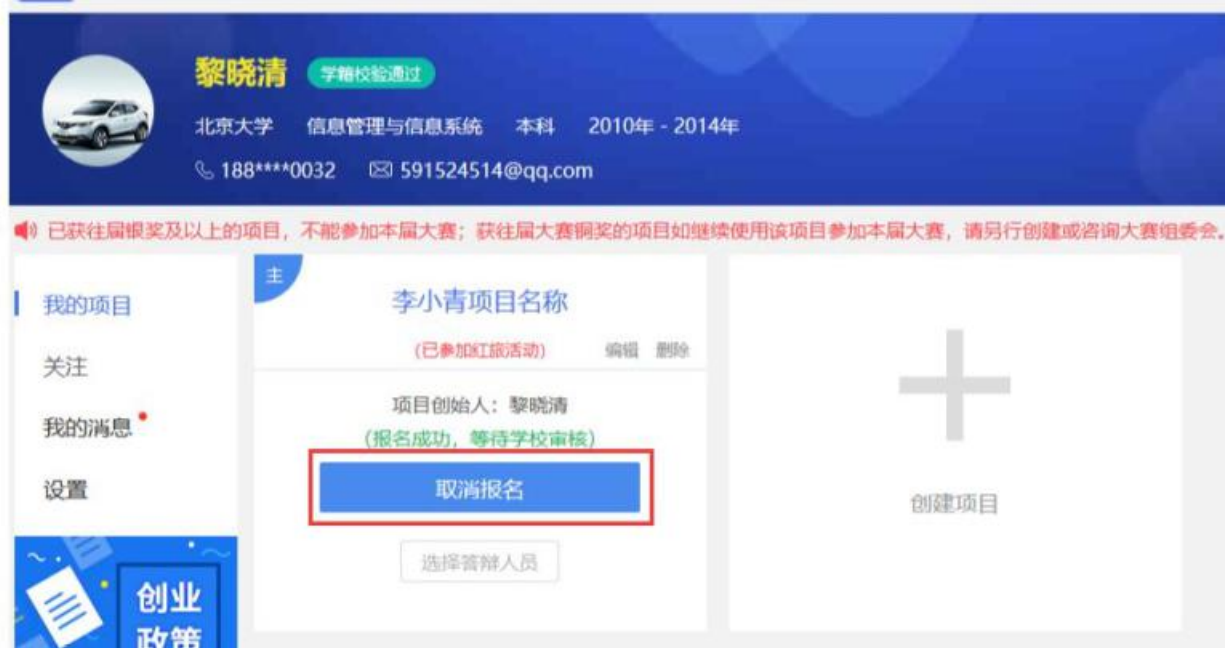 黎晓清 学籍校验通过
北京大学 信息管理与信息系统 本科 2010年 - 2014年
188****0032 591524514@qq.com
已获往届银奖及以上的项目，不能参加本届大赛；获往届大赛铜奖的项目如继续使用该项目参加本届大赛，请另行创建或咨询大赛组委会。
我的项目
关注
我的消息
设置
创业
政策
主
李小青项目名称
(已参加红旅活动) 编辑 删除
项目创始人：黎晓清
（报名成功，等待学校审核）
取消报名
选择答辩人员
创建项目